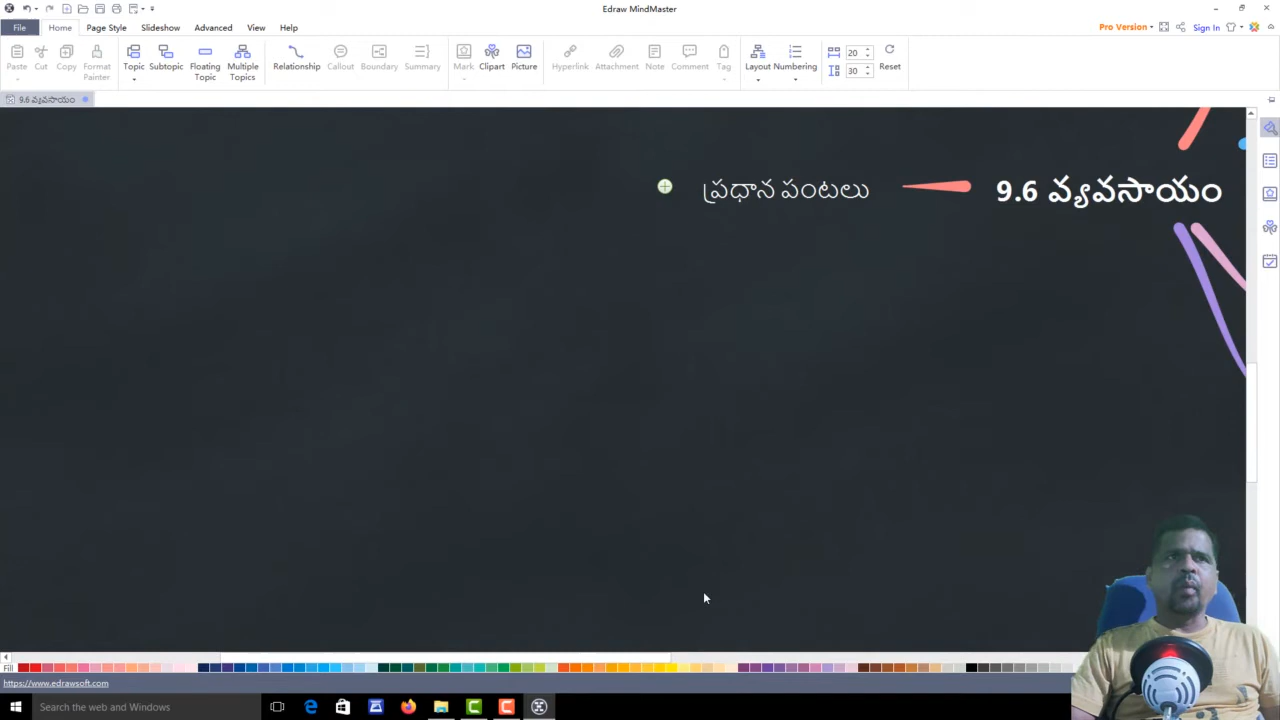 Edraw MindMaster
File Home Page Style Slideshow Advanced View Help
Pro Version Sign In
Paste Cut Copy Format Painter Topic Subtopic Floating Topic Multiple Topics Relationship Callout Boundary Summary Mark Clipart Picture Hyperlink Attachment Note Comment Tag Layout Numbering 20 30 Reset
9.6 వ్యవసాయం
ప్రధాన పంటలు
9.6 వ్యవసాయం
Fill
https://www.edrawsoft.com
Search the web and Windows